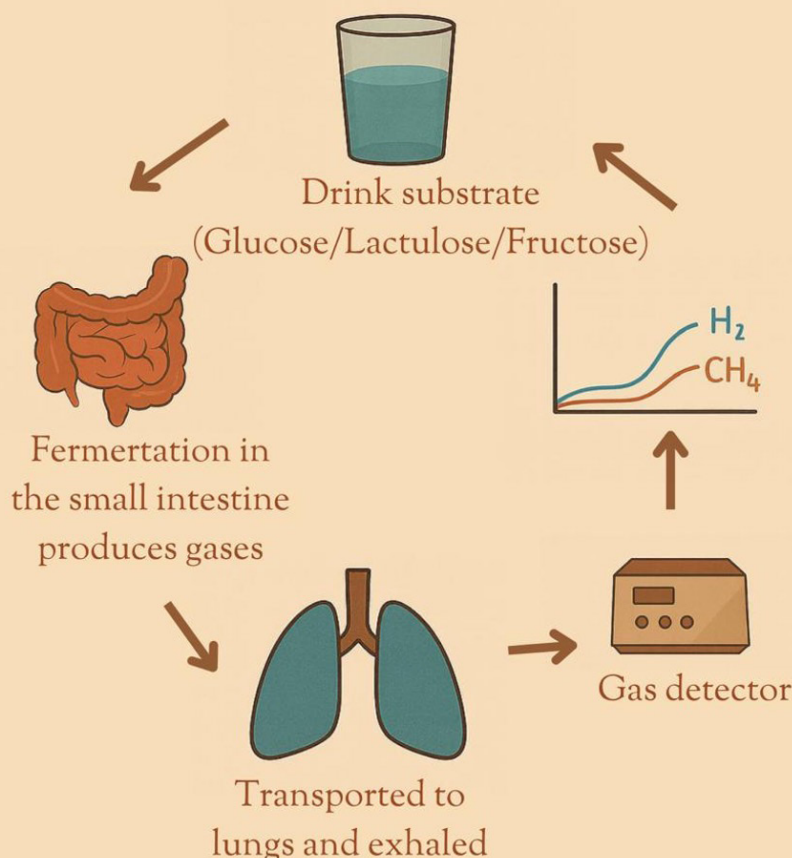 Drink substrate
(Glucose/Lactulose/Fructose)
Fermertation in
the small intestine
produces gases
Transported to
lungs and exhaled
Gas detector
H₂
CH₄